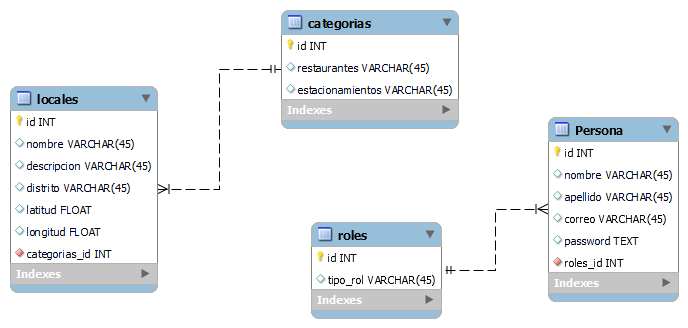 categorias
id INT
restaurantes VARCHAR(45)
estacionamientos VARCHAR(45)
Indexes
locales
id INT
nombre VARCHAR(45)
descripcion VARCHAR(45)
distrito VARCHAR(45)
latitud FLOAT
longitud FLOAT
categorias_id INT
Indexes
Persona
id INT
nombre VARCHAR(45)
apellido VARCHAR(45)
correo VARCHAR(45)
password TEXT
roles_id INT
Indexes
roles
id INT
tipo_rol VARCHAR(45)
Indexes